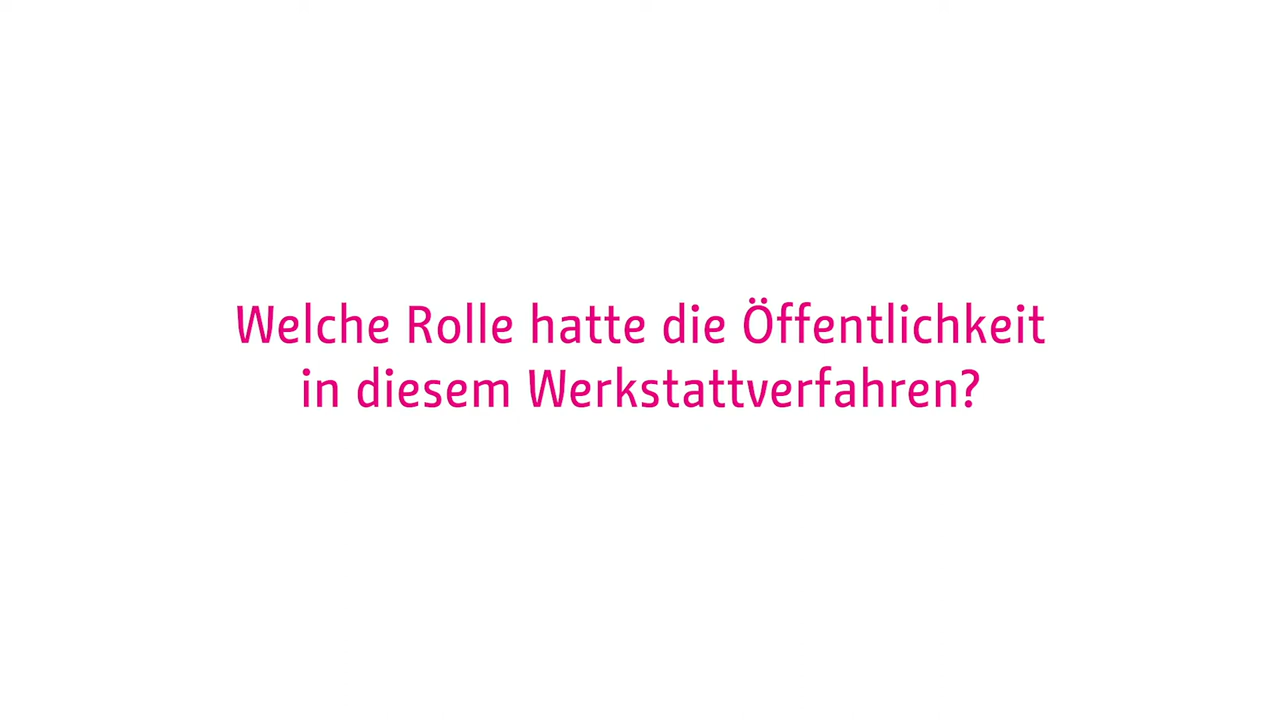 Welche Rolle hatte die Öffentlichkeit
in diesem Werkstattverfahren?